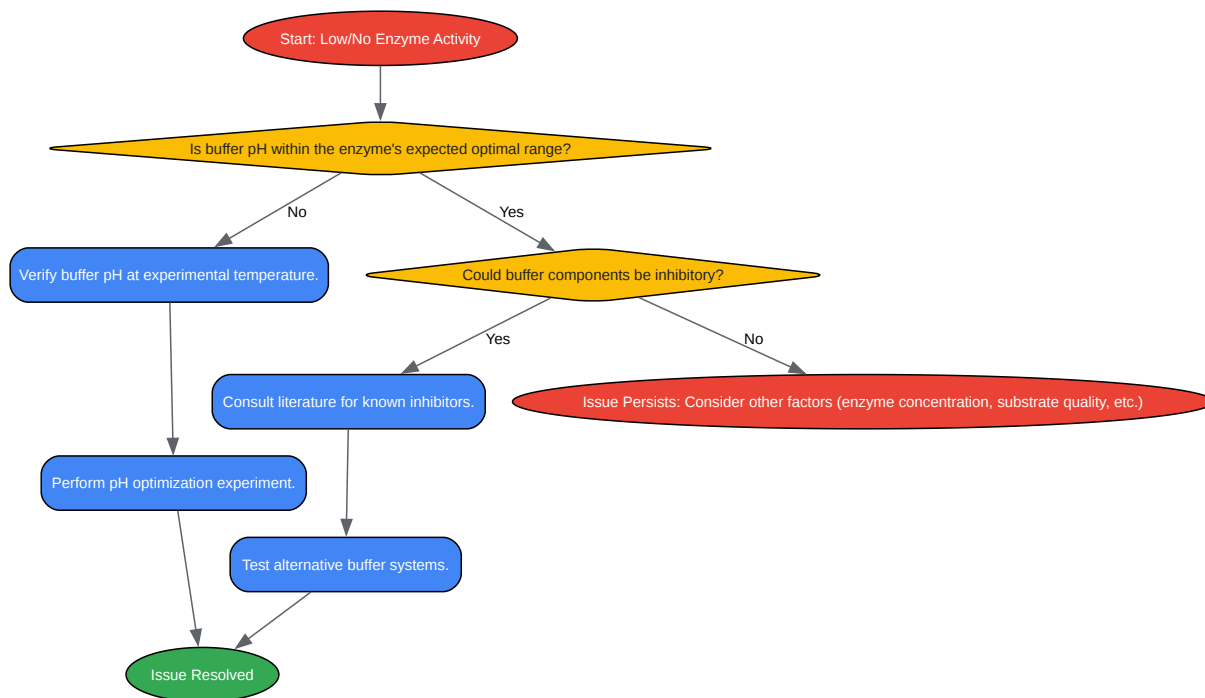 Start: Low/No Enzyme Activity
Is buffer pH within the enzyme's expected optimal range?
No
Yes
Verify buffer pH at experimental temperature.
Could buffer components be inhibitory?
Yes
No
Consult literature for known inhibitors.
Issue Persists: Consider other factors (enzyme concentration, substrate quality, etc.)
Perform pH optimization experiment.
Test alternative buffer systems.
Issue Resolved